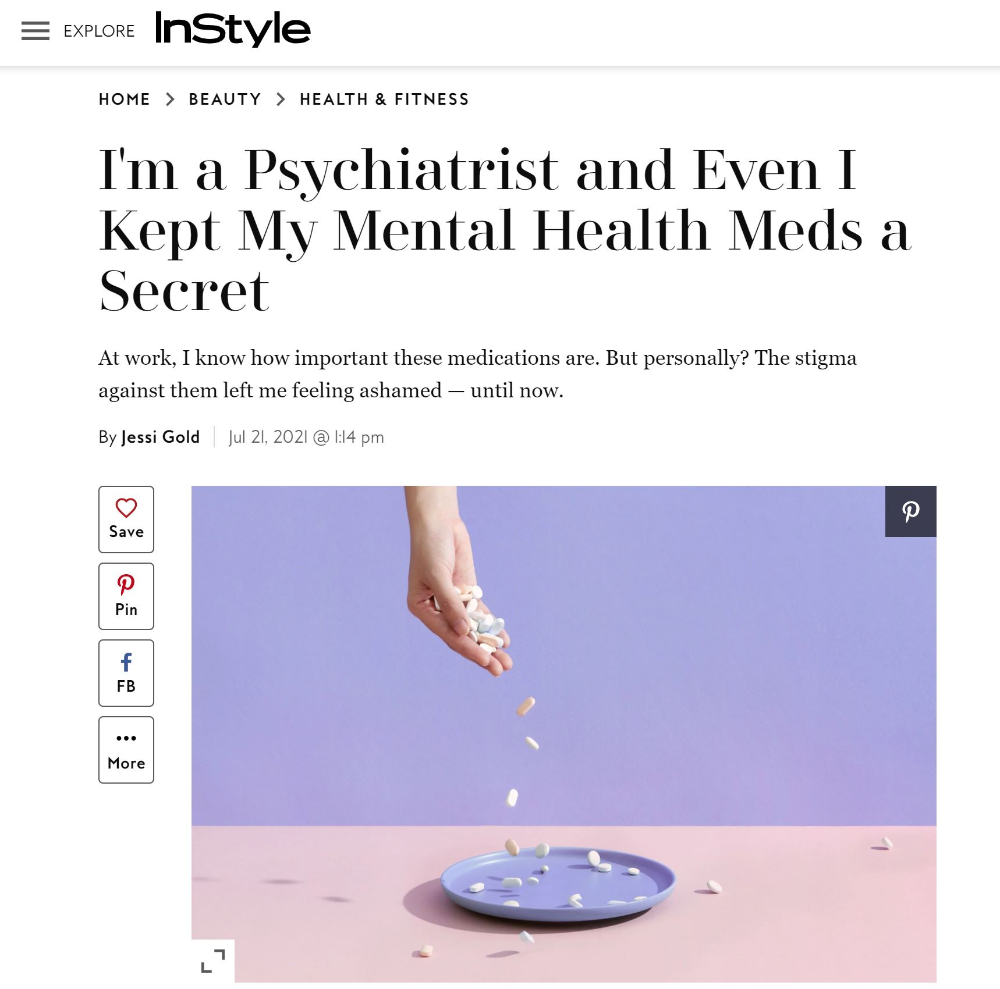 EXPLORE InStyle
HOME > BEAUTY > HEALTH & FITNESS
I'm a Psychiatrist and Even I
Kept My Mental Health Meds a
Secret
At work, I know how important these medications are. But personally? The stigma
against them left me feeling ashamed — until now.
By Jessi Gold Jul 21, 2021 @ 1:14 pm
Save
Pin
FB
More